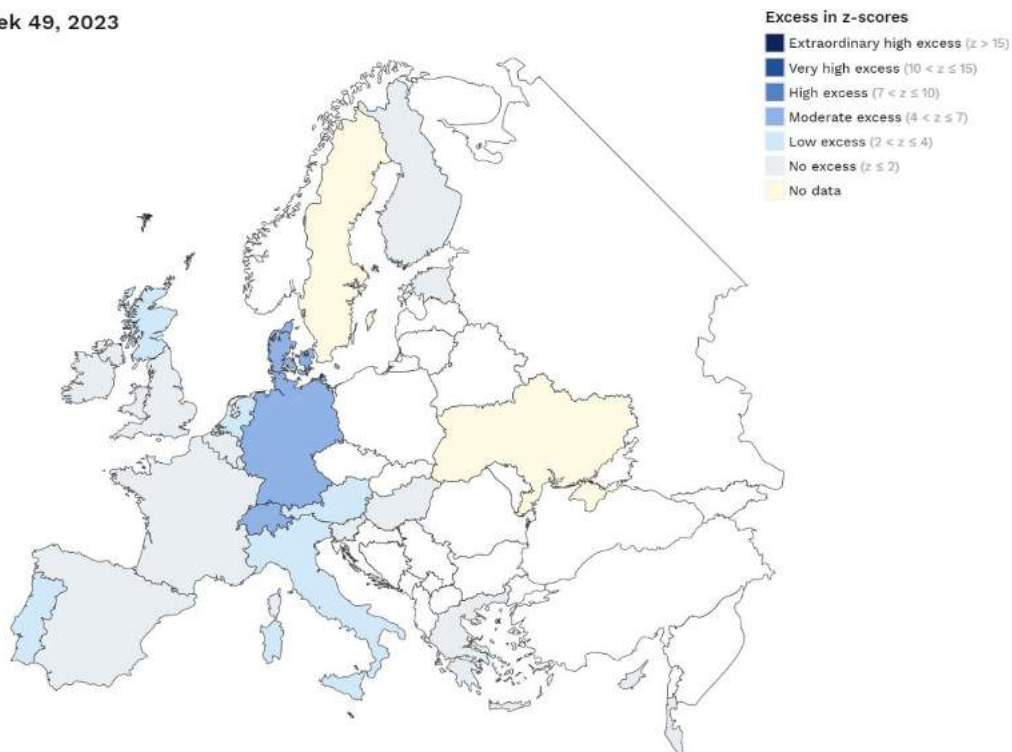 ek 49, 2023
Excess in z-scores
Extraordinary high excess (z > 15)
Very high excess (10 < z ≤ 15)
High excess (7 < z ≤ 10)
Moderate excess (4 < z ≤ 7)
Low excess (2 < z ≤ 4)
No excess (z ≤ 2)
No data